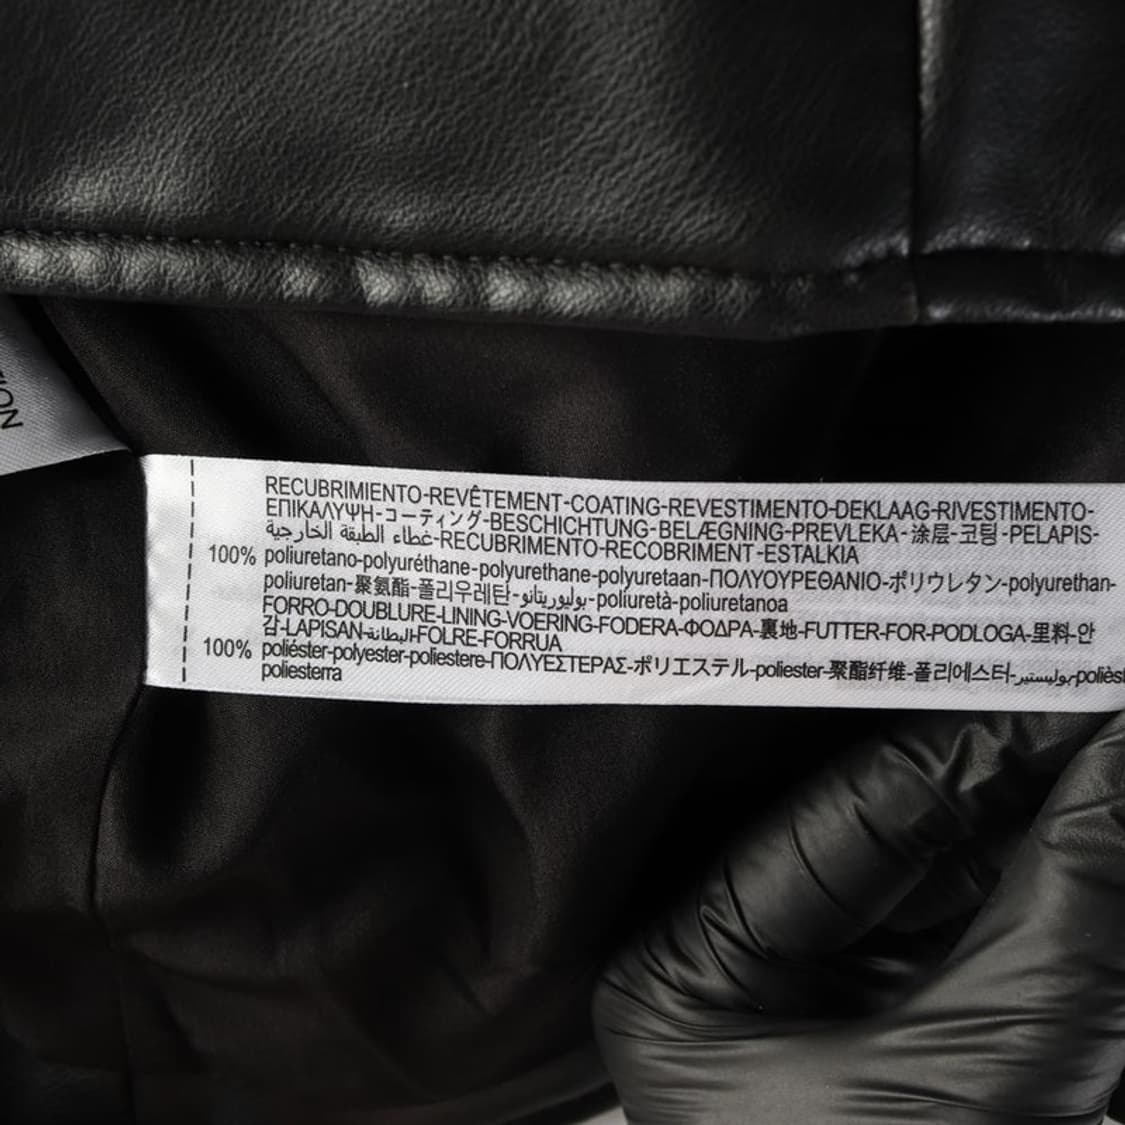 RECUBRIMIENTO-REVÊTEMENT-COATING-REVESTIMENTO-DEKLAAG-RIVESTIMENTO-
ΕΠΙΚΑΛΥΨΗ-コーティング-BESCHICHTUNG-BELÆGNING-PREVLEKA-涂层-코팅-PELAPIS-
غطاء الطبقة الخارجية-RECUBRIMENTO-RECOBRIMENT-ESTALKIA
100% poliuretano-polyuréthane-polyurethane-polyuretaan-ΠΟΛΥΟΥΡΕΘΑΝΙΟ-ポリウレタン-polyurethan-
poliuretan-聚氨酯-폴리우레탄-بوليوريتانو-poliuretà-poliuretanoa
FORRO-DOUBLURE-LINING-VOERING-FODERA-ΦΟΔΡΑ-裏地-FUTTER-FOR-PODLOGA-里料-안
감-LAPISAN-البطانة-FOLRE-FORRUA
100% poliéster-polyester-poliestere-ΠΟΛΥΕΣΤΕΡΑΣ-ポリエステル-poliester-聚酯纤维-폴리에스터-بوليستير-polièst
poliesterra